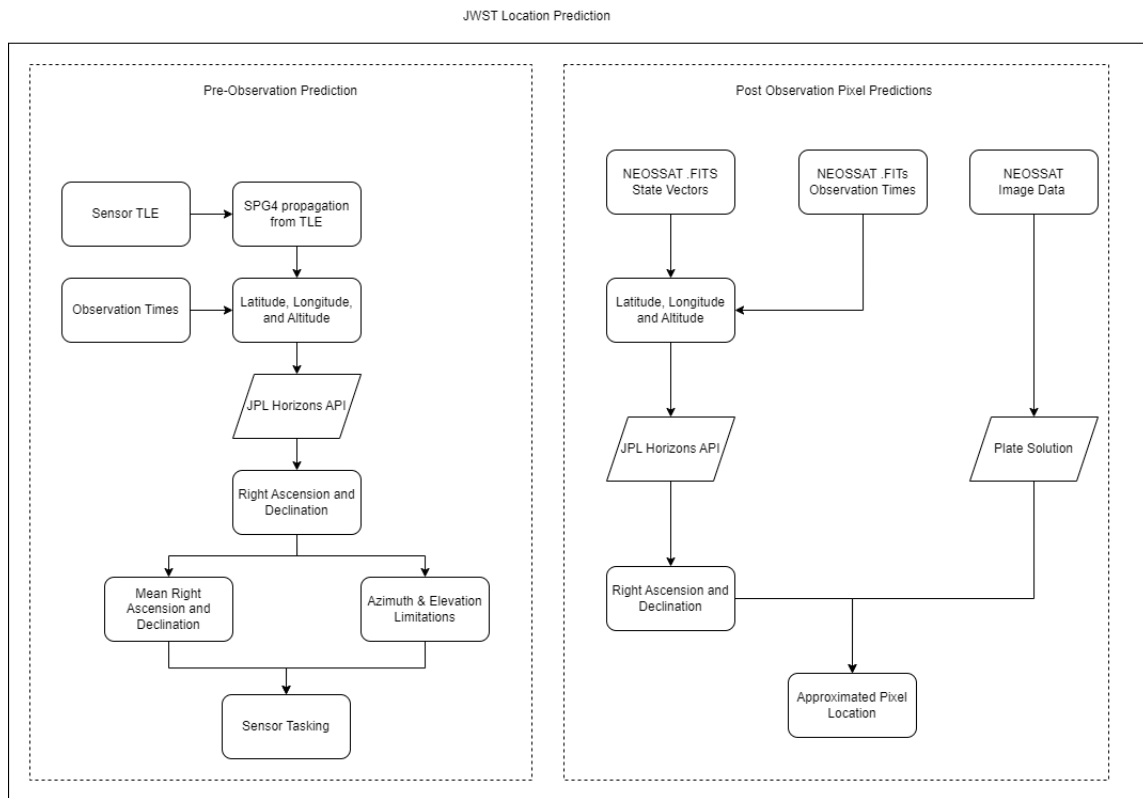 JWST Location Prediction
Pre-Observation Prediction
Sensor TLE
SPG4 propagation
from TLE
Observation Times
Latitude, Longitude,
and Altitude
JPL Horizons API
Right Ascension and
Declination
Mean Right
Ascension and
Declination
Azimuth & Elevation
Limitations
Sensor Tasking
Post Observation Pixel Predictions
NEOSSAT .FITS
State Vectors
NEOSSAT .FITs
Observation Times
NEOSSAT
Image Data
Latitude, Longitude
and Altitude
JPL Horizons API
Plate Solution
Right Ascension and
Declination
Approximated Pixel
Location